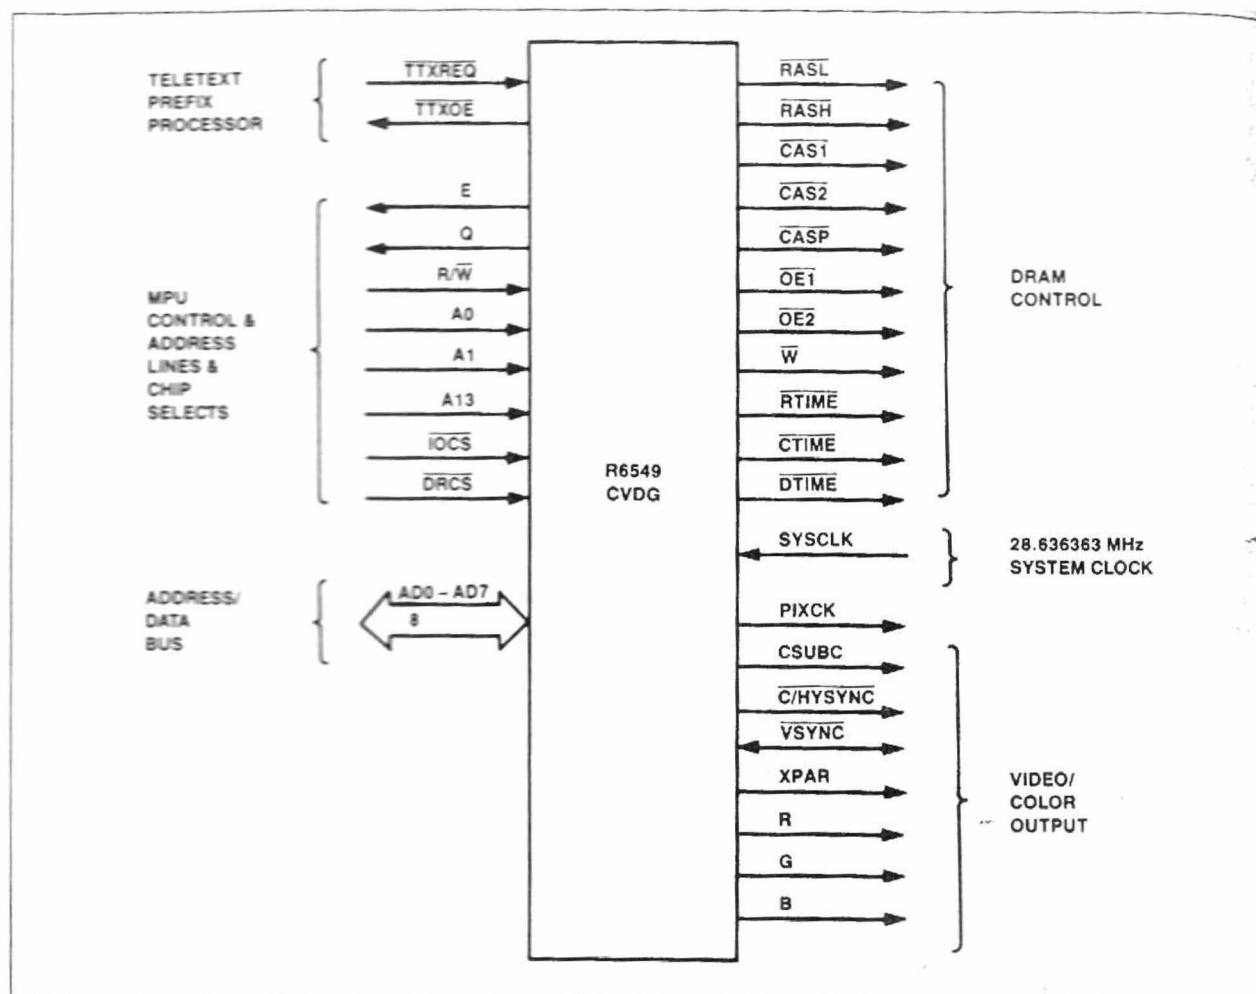 TELETEXT
PREFIX
PROCESSOR
TTXREQ
TTXOE
MPU
CONTROL &
ADDRESS
LINES &
CHIP
SELECTS
E
Q
R/W
A0
A1
A13
IOCS
DRCS
ADDRESS/
DATA
BUS
AD0 – AD7
8
R6549
CVDG
RASL
RASH
CAS1
CAS2
CASP
OE1
OE2
W
RTIME
CTIME
DTIME
DRAM
CONTROL
SYSCLK
28.636363 MHz
SYSTEM CLOCK
PIXCK
CSUBC
C/HYSYNC
VSYNC
XPAR
R
G
B
VIDEO/
COLOR
OUTPUT